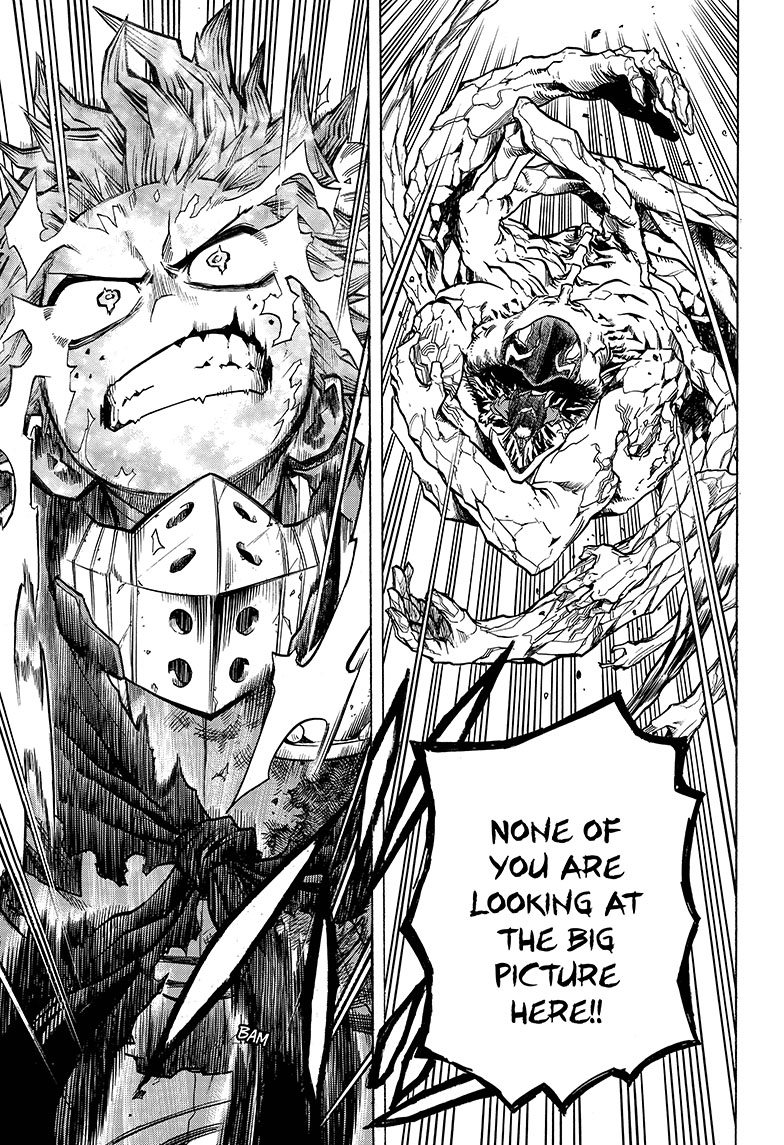 NONE OF
YOU ARE
LOOKING AT
THE BIG
PICTURE
HERE!!
BAM